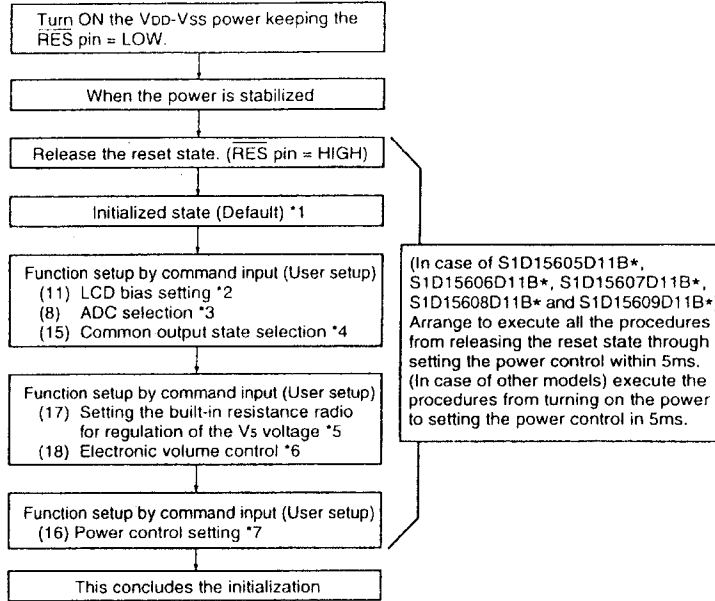 Turn ON the VDD-VSS power keeping the
RES pin = LOW.
When the power is stabilized
Release the reset state. (RES pin = HIGH)
Initialized state (Default) *1
Function setup by command input (User setup)
(11) LCD bias setting *2
(8) ADC selection *3
(15) Common output state selection *4
Function setup by command input (User setup)
(17) Setting the built-in resistance radio
for regulation of the V5 voltage *5
(18) Electronic volume control *6
Function setup by command input (User setup)
(16) Power control setting *7
This concludes the initialization
(In case of S1D15605D11B*,
S1D15606D11B*, S1D15607D11B*,
S1D15608D11B* and S1D15609D11B*
Arrange to execute all the procedures
from releasing the reset state through
setting the power control within 5ms.
(In case of other models) execute the
procedures from turning on the power
to setting the power control in 5ms.